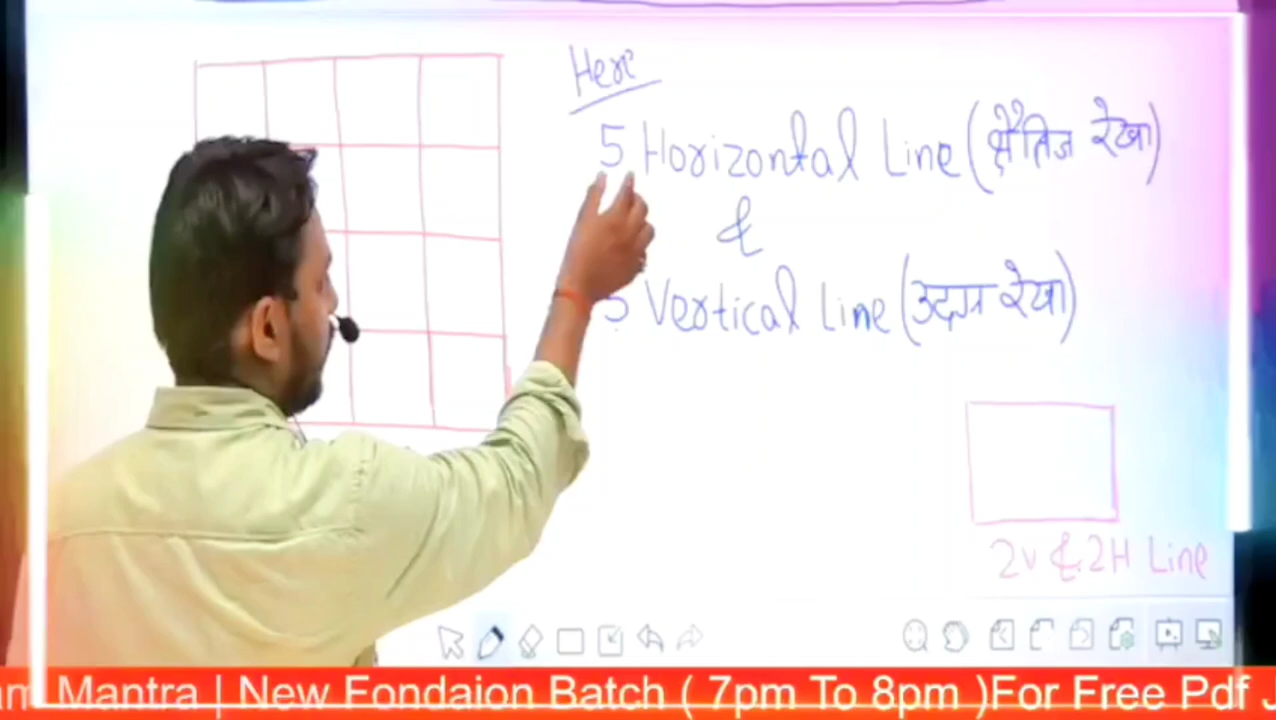 Here
5 Horizontal Line (क्षैतिज रेखा)
&
5 Vertical Line (उदग्र रेखा)
2V & 2H Line
am Mantra | New Fondaion Batch ( 7pm To 8pm )For Free Pdf J